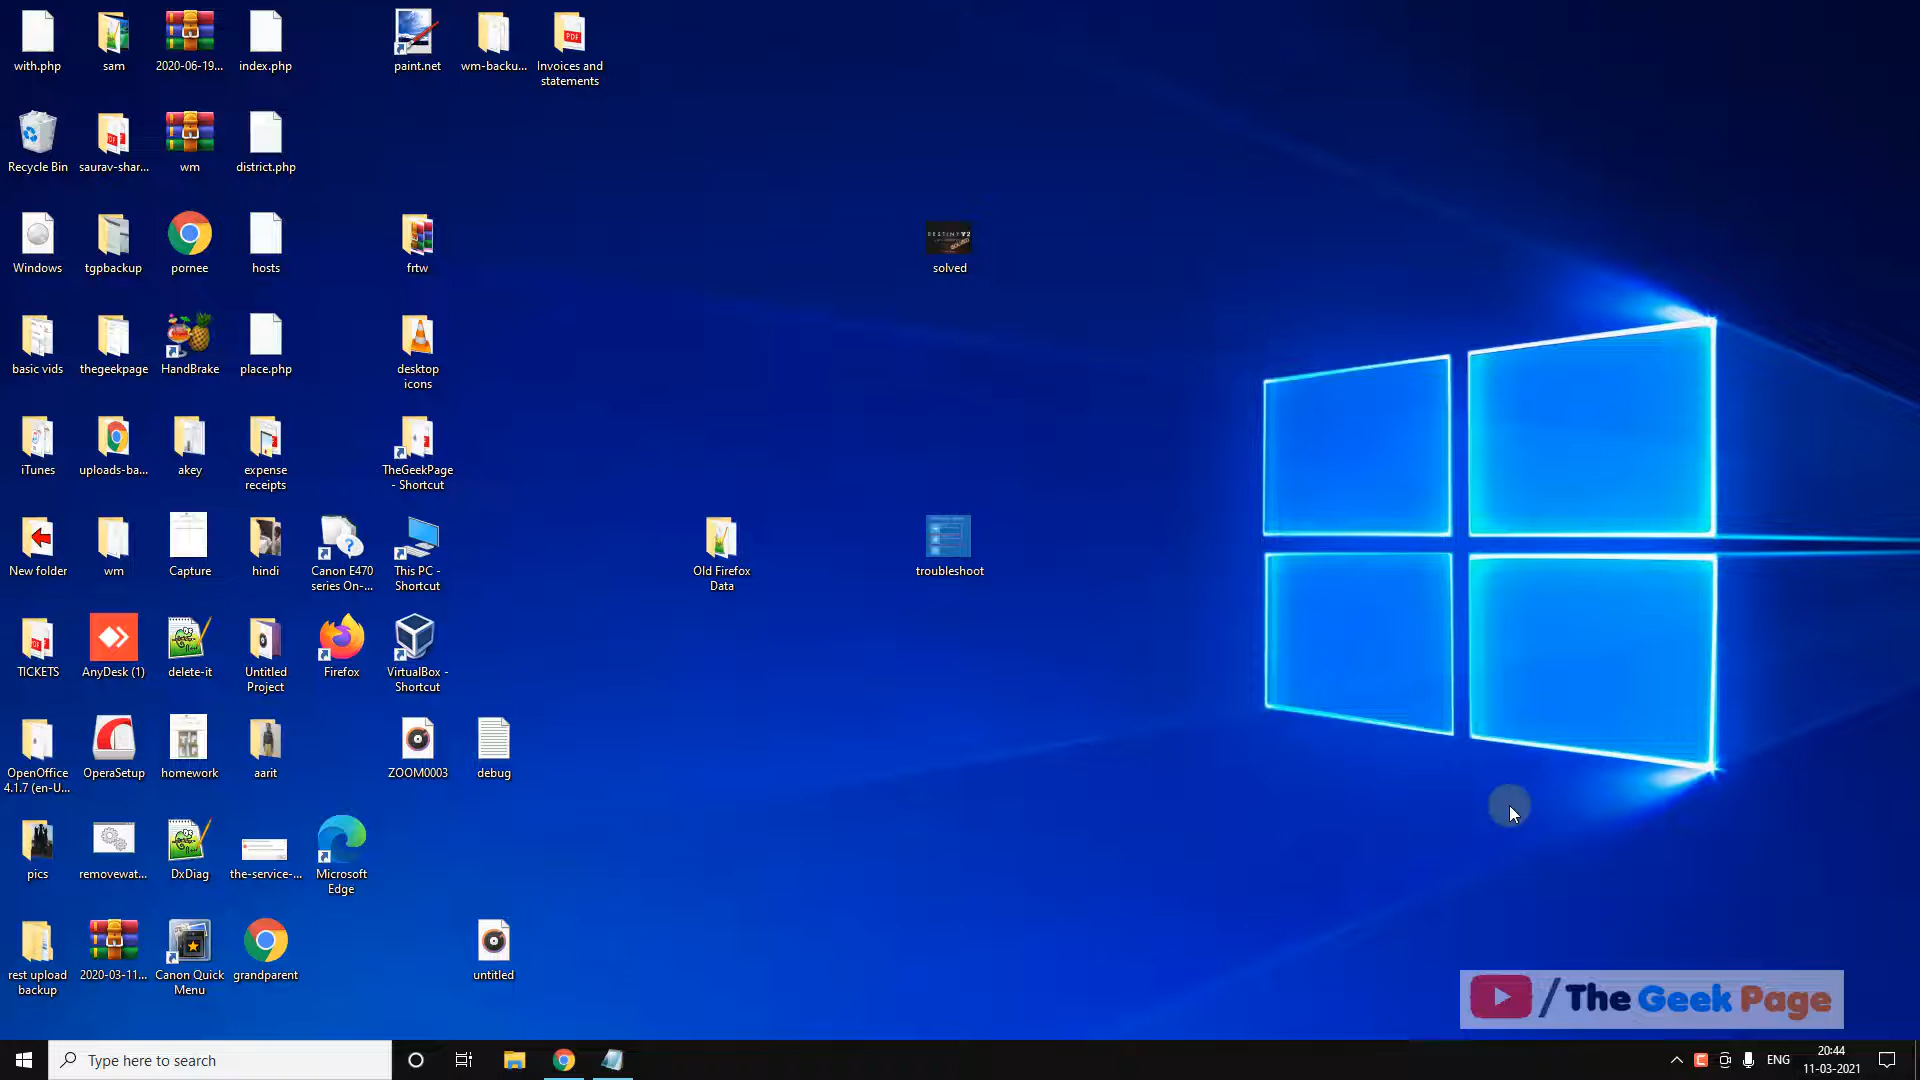 with.php
sam
2020-06-19...
index.php
paint.net
wm-backu...
Invoices and
statements
Recycle Bin
saurav-shar...
wm
district.php
Windows
tgpbackup
pornee
hosts
frtw
solved
basic vids
thegeekpage
HandBrake
place.php
desktop
icons
iTunes
uploads-ba...
akey
expense
receipts
TheGeekPage
- Shortcut
New folder
wm
Capture
hindi
Canon E470
series On-...
This PC -
Shortcut
Old Firefox
Data
troubleshoot
TICKETS
AnyDesk (1)
delete-it
Untitled
Project
Firefox
VirtualBox -
Shortcut
OpenOffice
4.1.7 (en-U...
OperaSetup
homework
aarit
ZOOM0003
debug
pics
removewat...
DxDiag
the-service-...
Microsoft
Edge
rest upload
backup
2020-03-11...
Canon Quick
Menu
grandparent
untitled
/ The Geek Page
Type here to search
ENG
20:44
11-03-2021